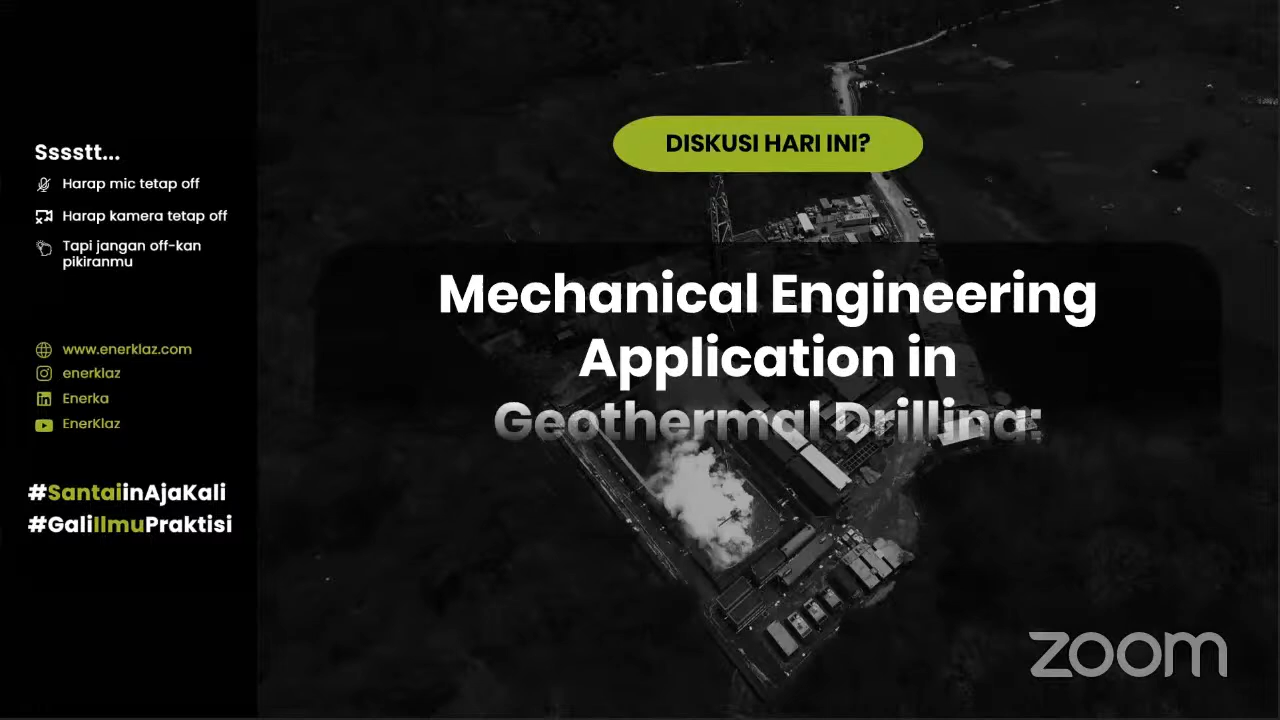 Sssstt...
Harap mic tetap off
Harap kamera tetap off
Tapi jangan off-kan
pikiranmu
www.enerklaz.com
enerklaz
Enerka
EnerKlaz
#SantaiinAjaKali
#GaliIlmuPraktisi
DISKUSI HARI INI?
Mechanical Engineering
Application in
Geothermal Drilling:
zoom